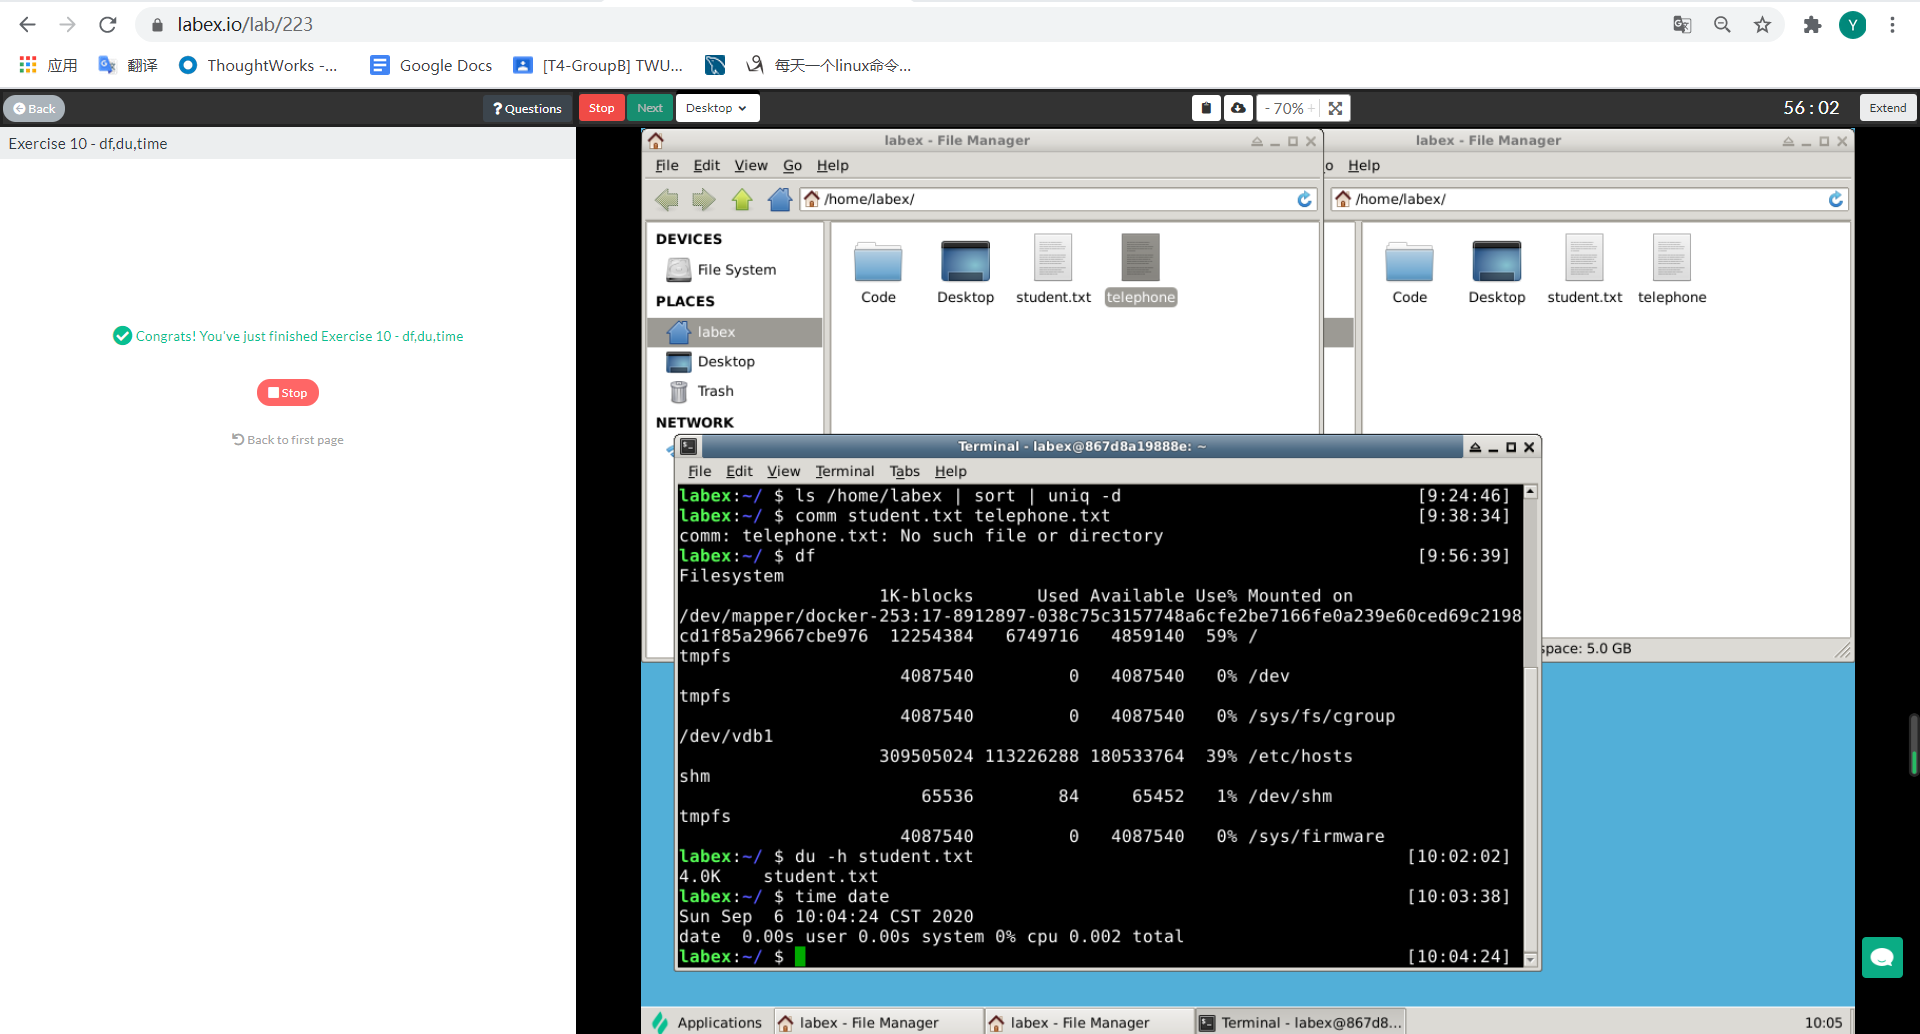 labex.io/lab/223
Y
应用
翻译
ThoughtWorks -...
Google Docs
[T4-GroupB] TWU...
每天一个linux命令...
Back
? Questions
Stop
Next
Desktop
- 70% +
56:02
Extend
Exercise 10 - df,du,time
Congrats! You've just finished Exercise 10 - df,du,time
Stop
Back to first page
labex - File Manager
File Edit View Go Help
/home/labex/
DEVICES
File System
PLACES
labex
Desktop
Trash
NETWORK
Code
Desktop
student.txt
telephone
labex - File Manager
o Help
/home/labex/
Code
Desktop
student.txt
telephone
space: 5.0 GB
Terminal - labex@867d8a19888e: ~
File Edit View Terminal Tabs Help
labex:~/ $ ls /home/labex | sort | uniq -d [9:24:46]
labex:~/ $ comm student.txt telephone.txt [9:38:34]
comm: telephone.txt: No such file or directory
labex:~/ $ df [9:56:39]
Filesystem
1K-blocks Used Available Use% Mounted on
/dev/mapper/docker-253:17-8912897-038c75c3157748a6cfe2be7166fe0a239e60ced69c2198
cd1f85a29667cbe976 12254384 6749716 4859140 59% /
tmpfs
4087540 0 4087540 0% /dev
tmpfs
4087540 0 4087540 0% /sys/fs/cgroup
/dev/vdb1
309505024 113226288 180533764 39% /etc/hosts
shm
65536 84 65452 1% /dev/shm
tmpfs
4087540 0 4087540 0% /sys/firmware
labex:~/ $ du -h student.txt [10:02:02]
4.0K student.txt
labex:~/ $ time date [10:03:38]
Sun Sep 6 10:04:24 CST 2020
date 0.00s user 0.00s system 0% cpu 0.002 total
labex:~/ $ [10:04:24]
Applications
labex - File Manager
labex - File Manager
Terminal - labex@867d8...
10:05